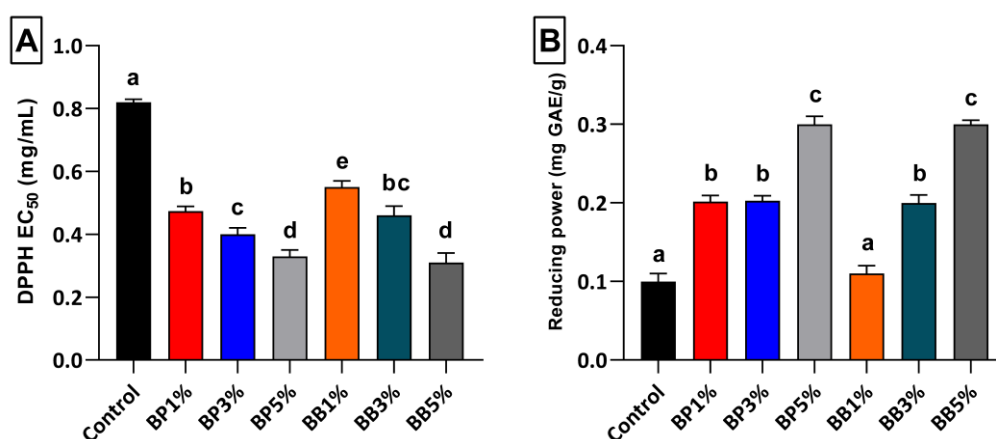 A
DPPH EC50 (mg/mL)
1.0
0.8
0.6
0.4
0.2
0.0
a
b
c
d
e
bc
d
Control
BP1%
BP3%
BP5%
BB1%
BB3%
BB5%
B
Reducing power (mg GAE/g)
0.4
0.3
0.2
0.1
0.0
a
b
b
c
a
b
c
Control
BP1%
BP3%
BP5%
BB1%
BB3%
BB5%